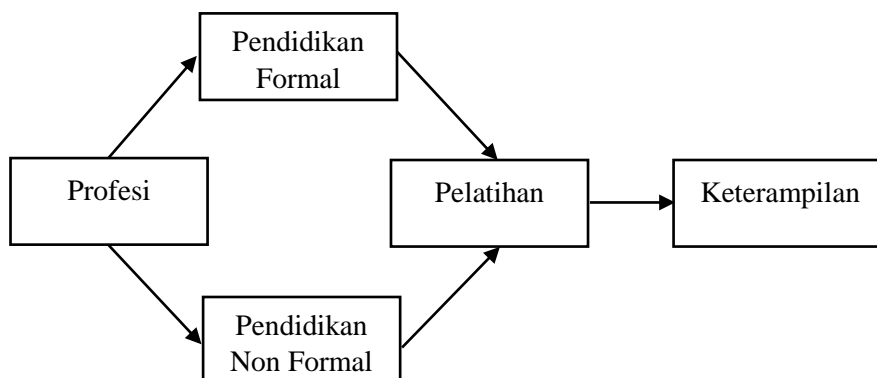 Pendidikan
Formal
Profesi
Pelatihan
Keterampilan
Pendidikan
Non Formal